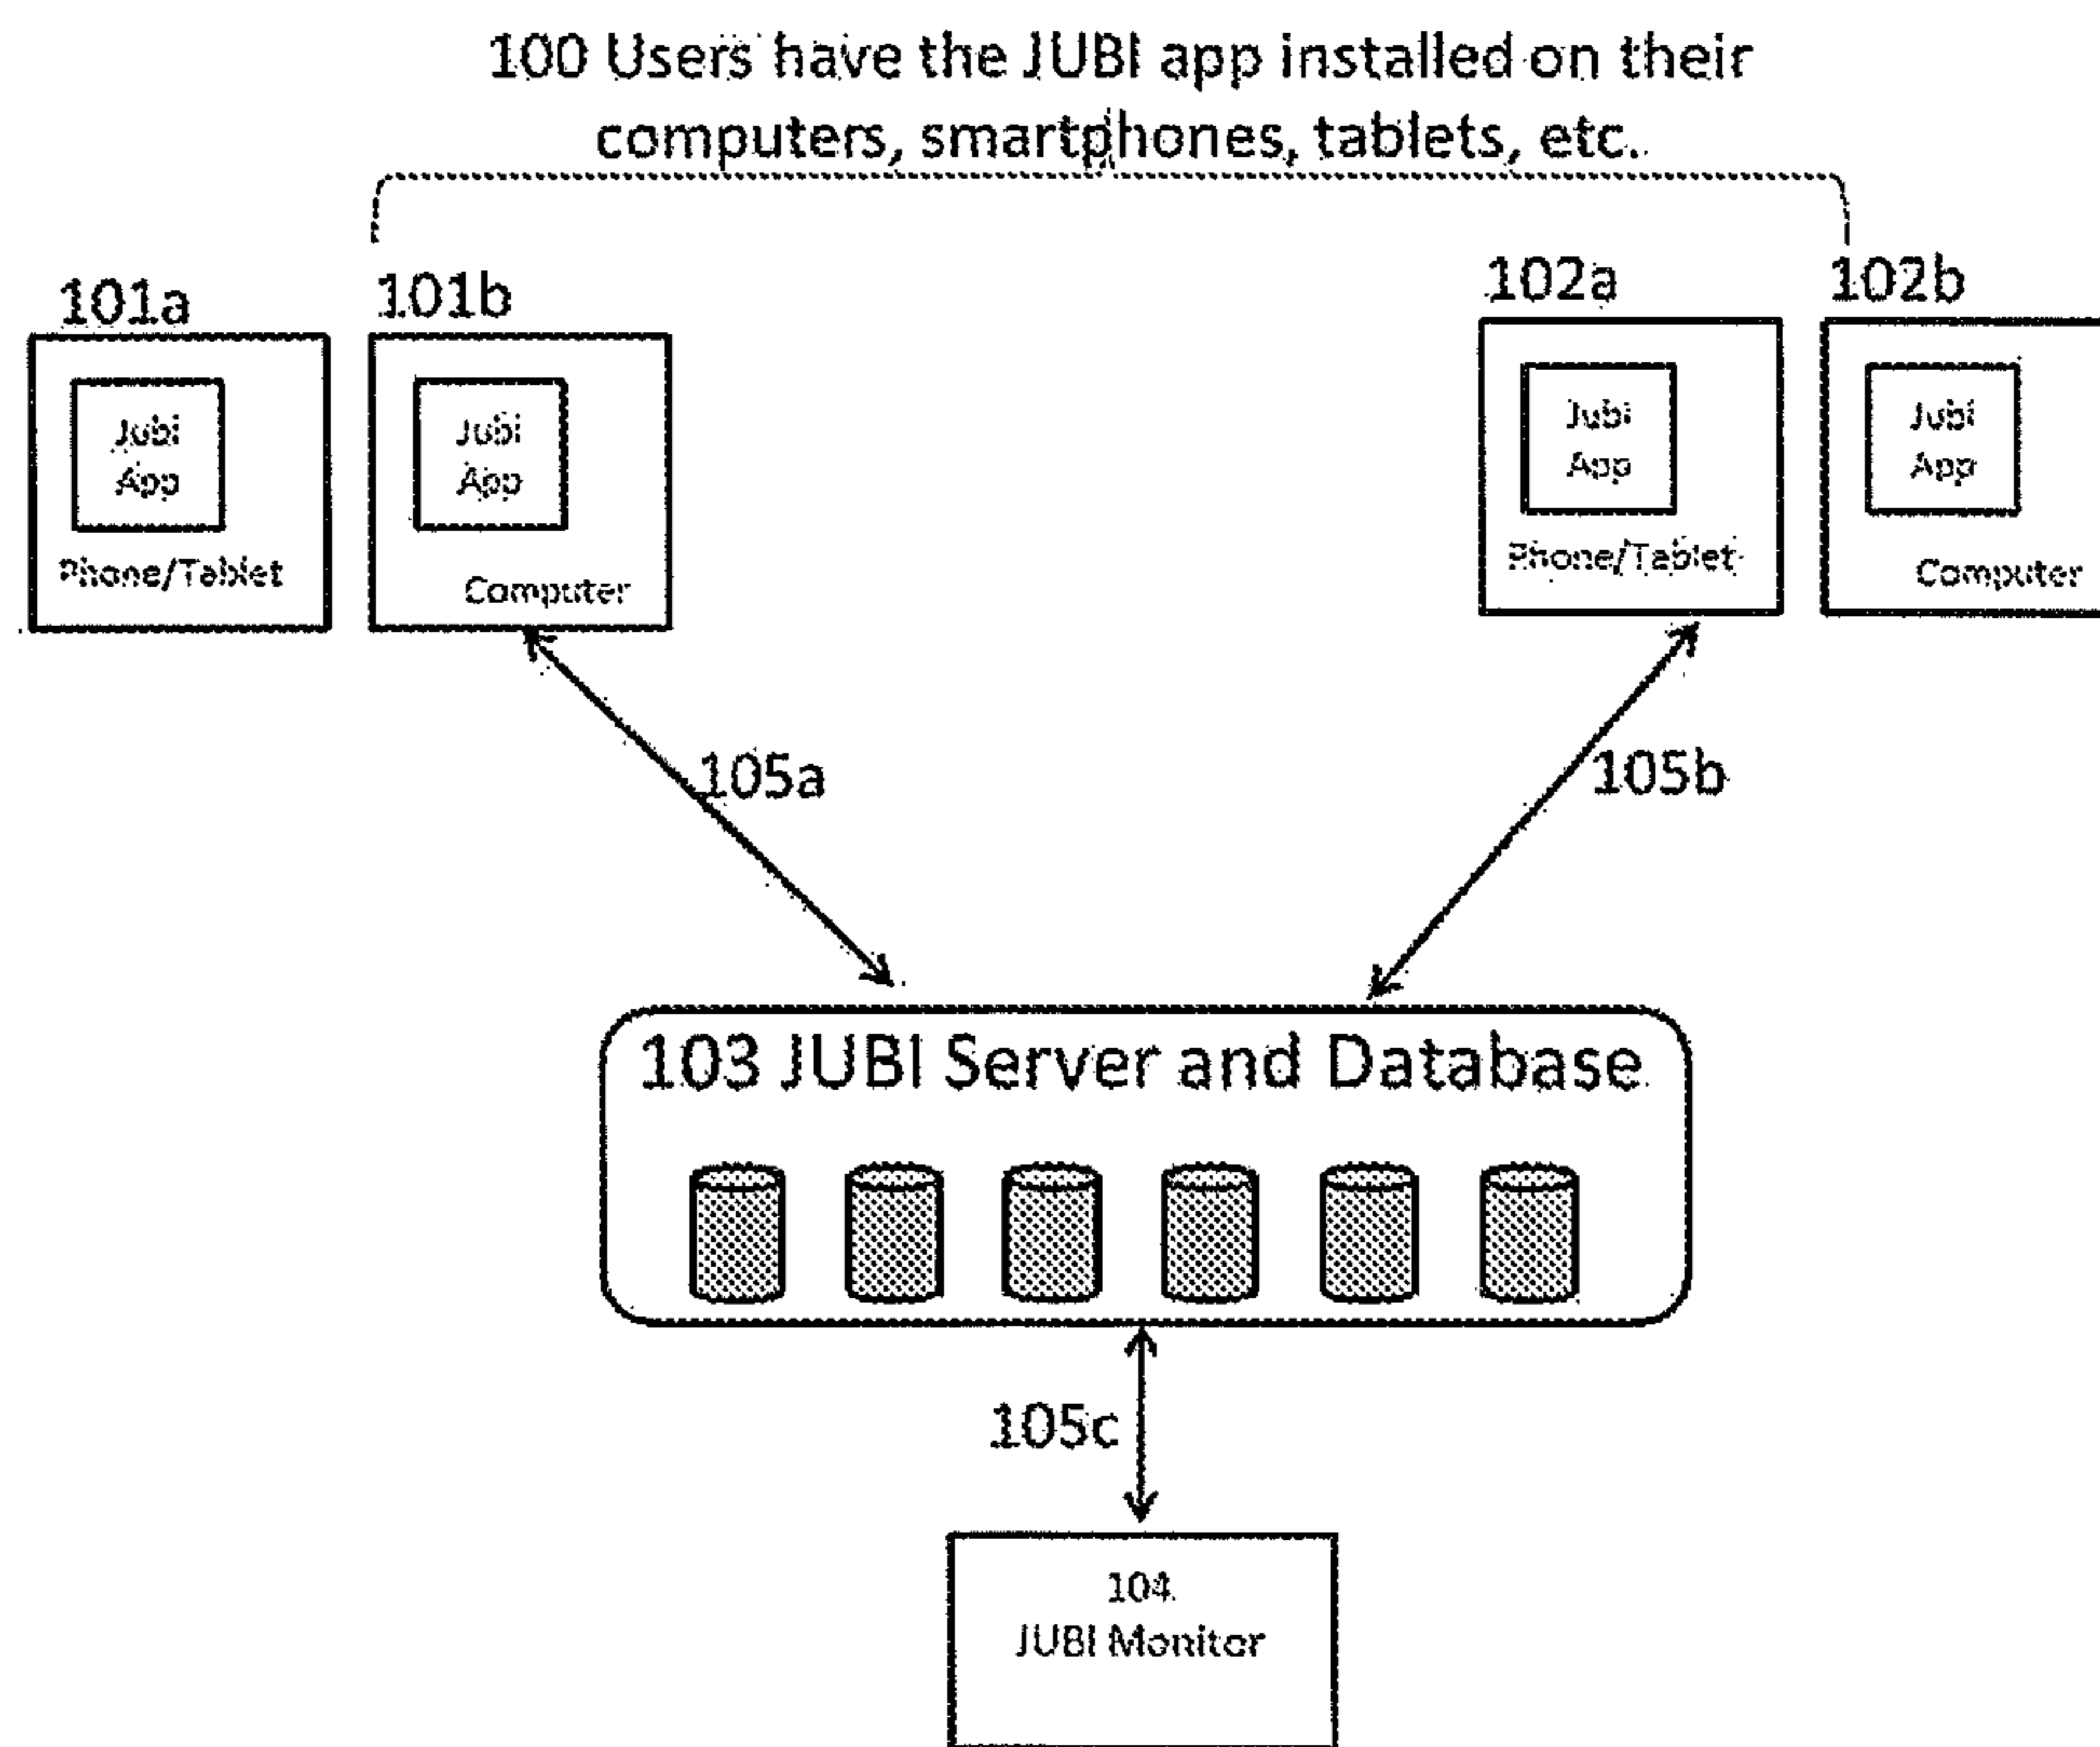 100 Users have the JUBI app installed on their
computers, smartphones, tablets, etc.
101a
101b
102a
102b
Jubi
App
Phone/Tablet
Jubi
App
Computer
Jubi
App
Phone/Tablet
Jubi
App
Computer
105a
105b
103 JUBI Server and Database
105c
104
JUBI Monitor